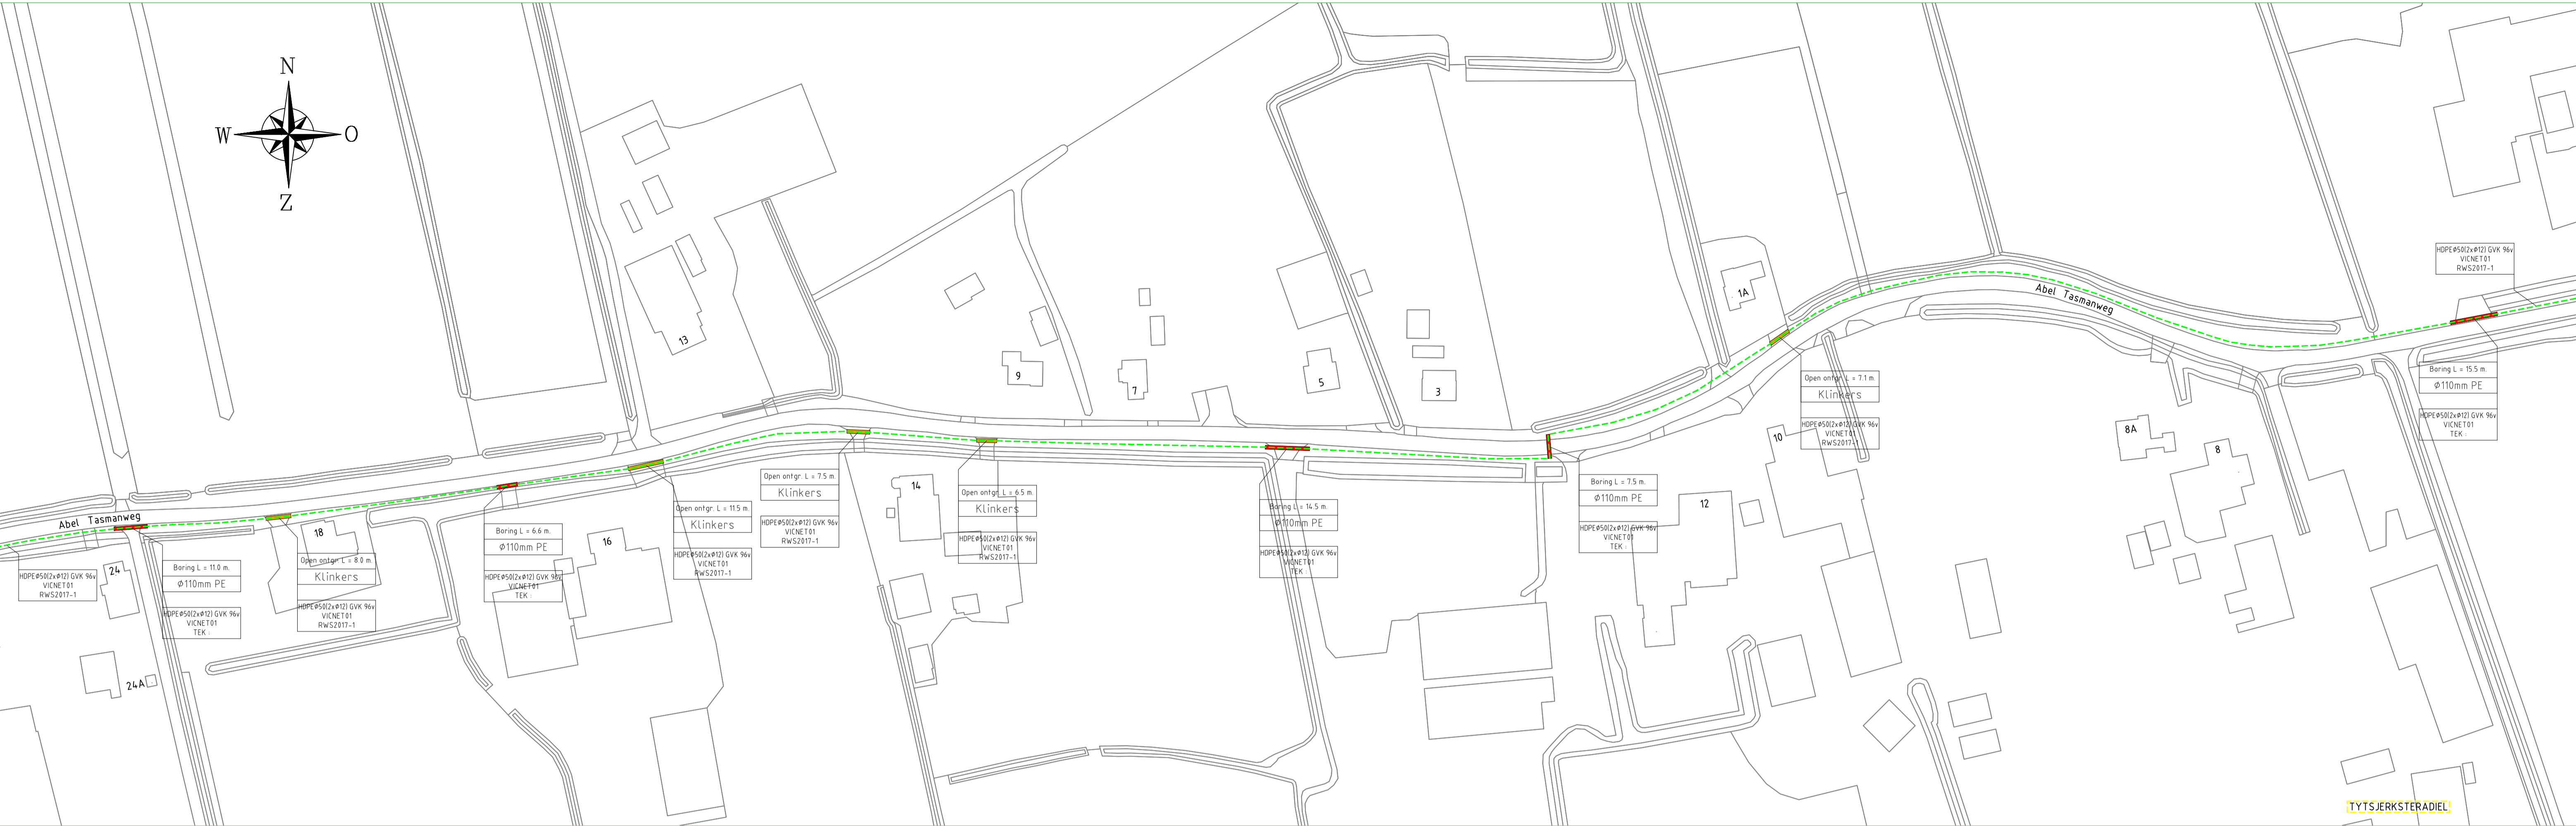 N
W
O
Z
HDPEØ50(2xØ12) GVK 96v
VICNET01
RWS2017-1
Abel Tasmanweg
1A
13
9
7
5
3
Boring L = 15.5 m.
Ø110mm PE
HDPEØ50(2xØ12) GVK 96v
VICNET01
TEK :
Open ontgr. L = 7.1 m.
Klinkers
HDPEØ50(2xØ12) GVK 96v
VICNET01
RWS2017-1
10
8A
8
Open ontgr. L = 7.5 m.
Klinkers
HDPEØ50(2xØ12) GVK 96v
VICNET01
RWS2017-1
14
Open ontgr. L = 6.5 m.
Klinkers
HDPEØ50(2xØ12) GVK 96v
VICNET01
RWS2017-1
Boring L = 14.5 m.
Ø110mm PE
HDPEØ50(2xØ12) GVK 96v
VICNET01
TEK :
Boring L = 7.5 m.
Ø110mm PE
HDPEØ50(2xØ12) GVK 96v
VICNET01
TEK :
12
Open ontgr. L = 11.5 m.
Klinkers
HDPEØ50(2xØ12) GVK 96v
VICNET01
RWS2017-1
Abel Tasmanweg
18
16
Boring L = 6.6 m.
Ø110mm PE
HDPEØ50(2xØ12) GVK 96v
VICNET01
TEK :
24
HDPEØ50(2xØ12) GVK 96v
VICNET01
RWS2017-1
Boring L = 11.0 m.
Ø110mm PE
HDPEØ50(2xØ12) GVK 96v
VICNET01
TEK :
Open ontgr. L = 8.0 m.
Klinkers
HDPEØ50(2xØ12) GVK 96v
VICNET01
RWS2017-1
24A
TYTSJERKSTERADIEL